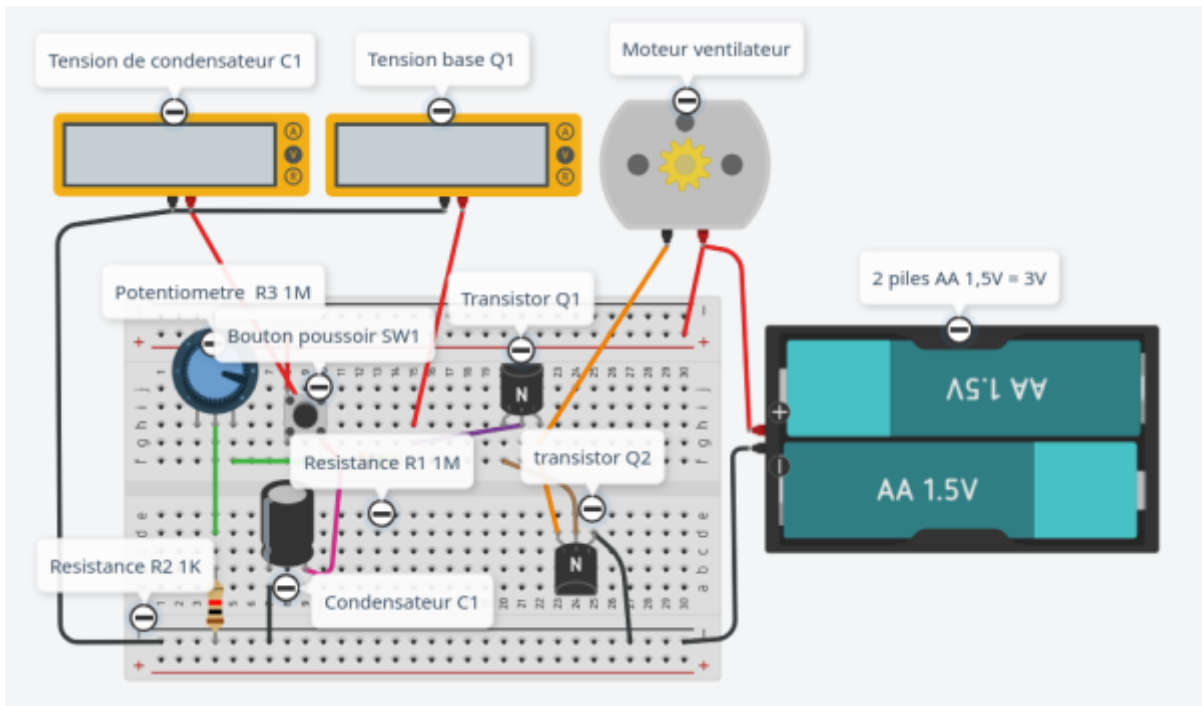 Tension de condensateur C1
Tension base Q1
Moteur ventilateur
A
V
R
A
V
R
2 piles AA 1,5V = 3V
Potentiometre R3 1M
Transistor Q1
Bouton poussoir SW1
N
AA 1.5V
Resistance R1 1M
transistor Q2
AA 1.5V
N
Resistance R2 1K
Condensateur C1